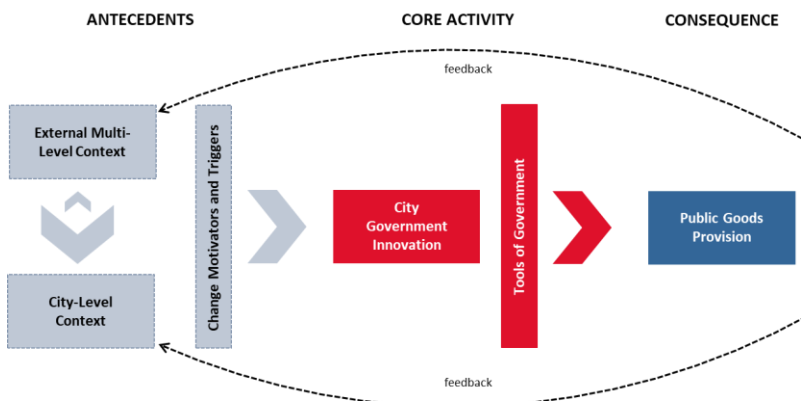 ANTECEDENTS
CORE ACTIVITY
CONSEQUENCE
feedback
External Multi-
Level Context
Change Motivators and Triggers
City
Government
Innovation
Tools of Government
Public Goods
Provision
City-Level
Context
feedback